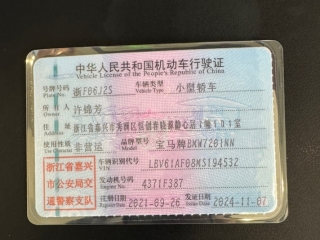 中华人民共和国机动车行驶证
Vehicle License of the People's Republic of China
号牌号码 浙F06J2S 车辆类型 小型轿车
Plate No. Vehicle Type
所有人 许锦芳
Owner
住址
Address
使用性质 非营运 品牌型号 宝马牌BMW7201NN
Use Character Model
浙江省嘉兴
市公安局交
通警察支队
车辆识别代号
VIN
发动机号码 4371F387
Engine No.
注册日期 2021-09-26 发证日期 2024-11-07
Register Date Issue Date